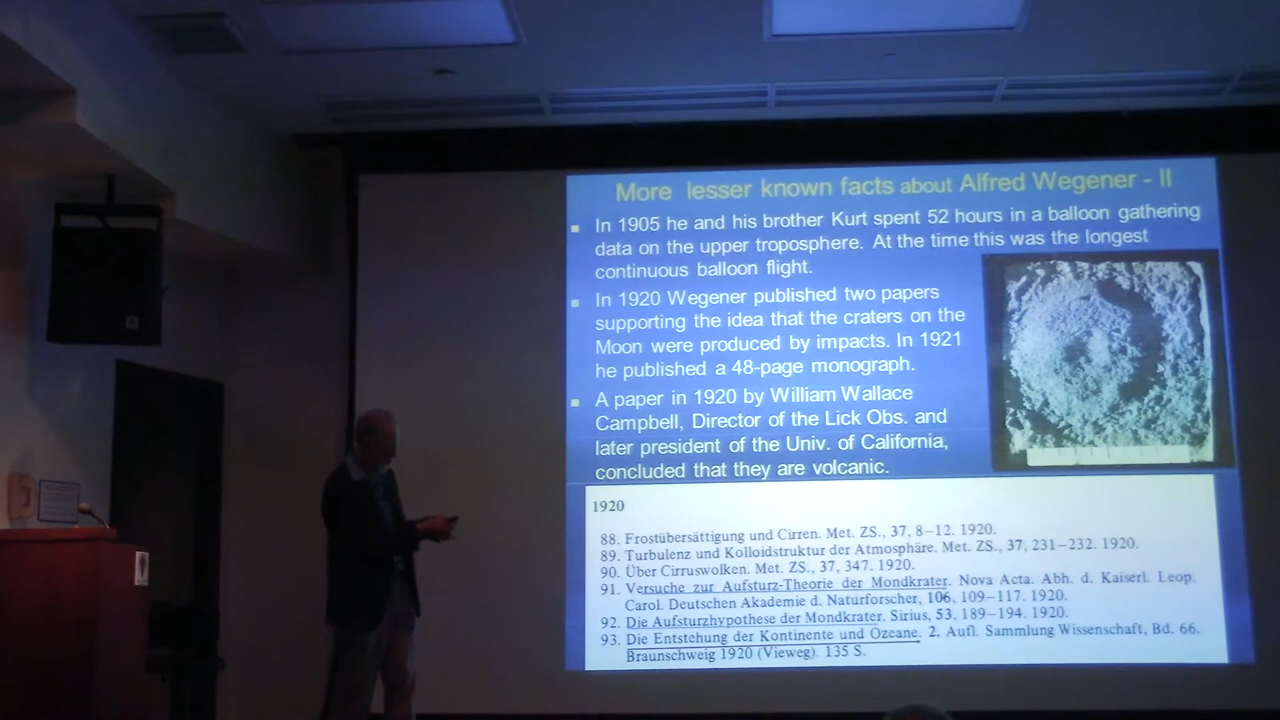 More lesser known facts about Alfred Wegener - II
In 1905 he and his brother Kurt spent 52 hours in a balloon gathering
data on the upper troposphere. At the time this was the longest
continuous balloon flight.
In 1920 Wegener published two papers
supporting the idea that the craters on the
Moon were produced by impacts. In 1921
he published a 48-page monograph.
A paper in 1920 by William Wallace
Campbell, Director of the Lick Obs. and
later president of the Univ. of California,
concluded that they are volcanic.
1920
88. Frostübersättigung und Cirren. Met. ZS., 37, 8–12. 1920.
89. Turbulenz und Kolloidstruktur der Atmosphäre. Met. ZS., 37, 231–232. 1920.
90. Über Cirruswolken. Met. ZS., 37, 347. 1920.
91. Versuche zur Aufsturz-Theorie der Mondkrater. Nova Acta. Abh. d. Kaiserl. Leop.
Carol. Deutschen Akademie d. Naturforscher, 106, 109–117. 1920.
92. Die Aufsturzhypothese der Mondkrater. Sirius, 53, 189–194. 1920.
93. Die Entstehung der Kontinente und Ozeane. 2. Aufl. Sammlung Wissenschaft, Bd. 66.
Braunschweig 1920 (Vieweg). 135 S.